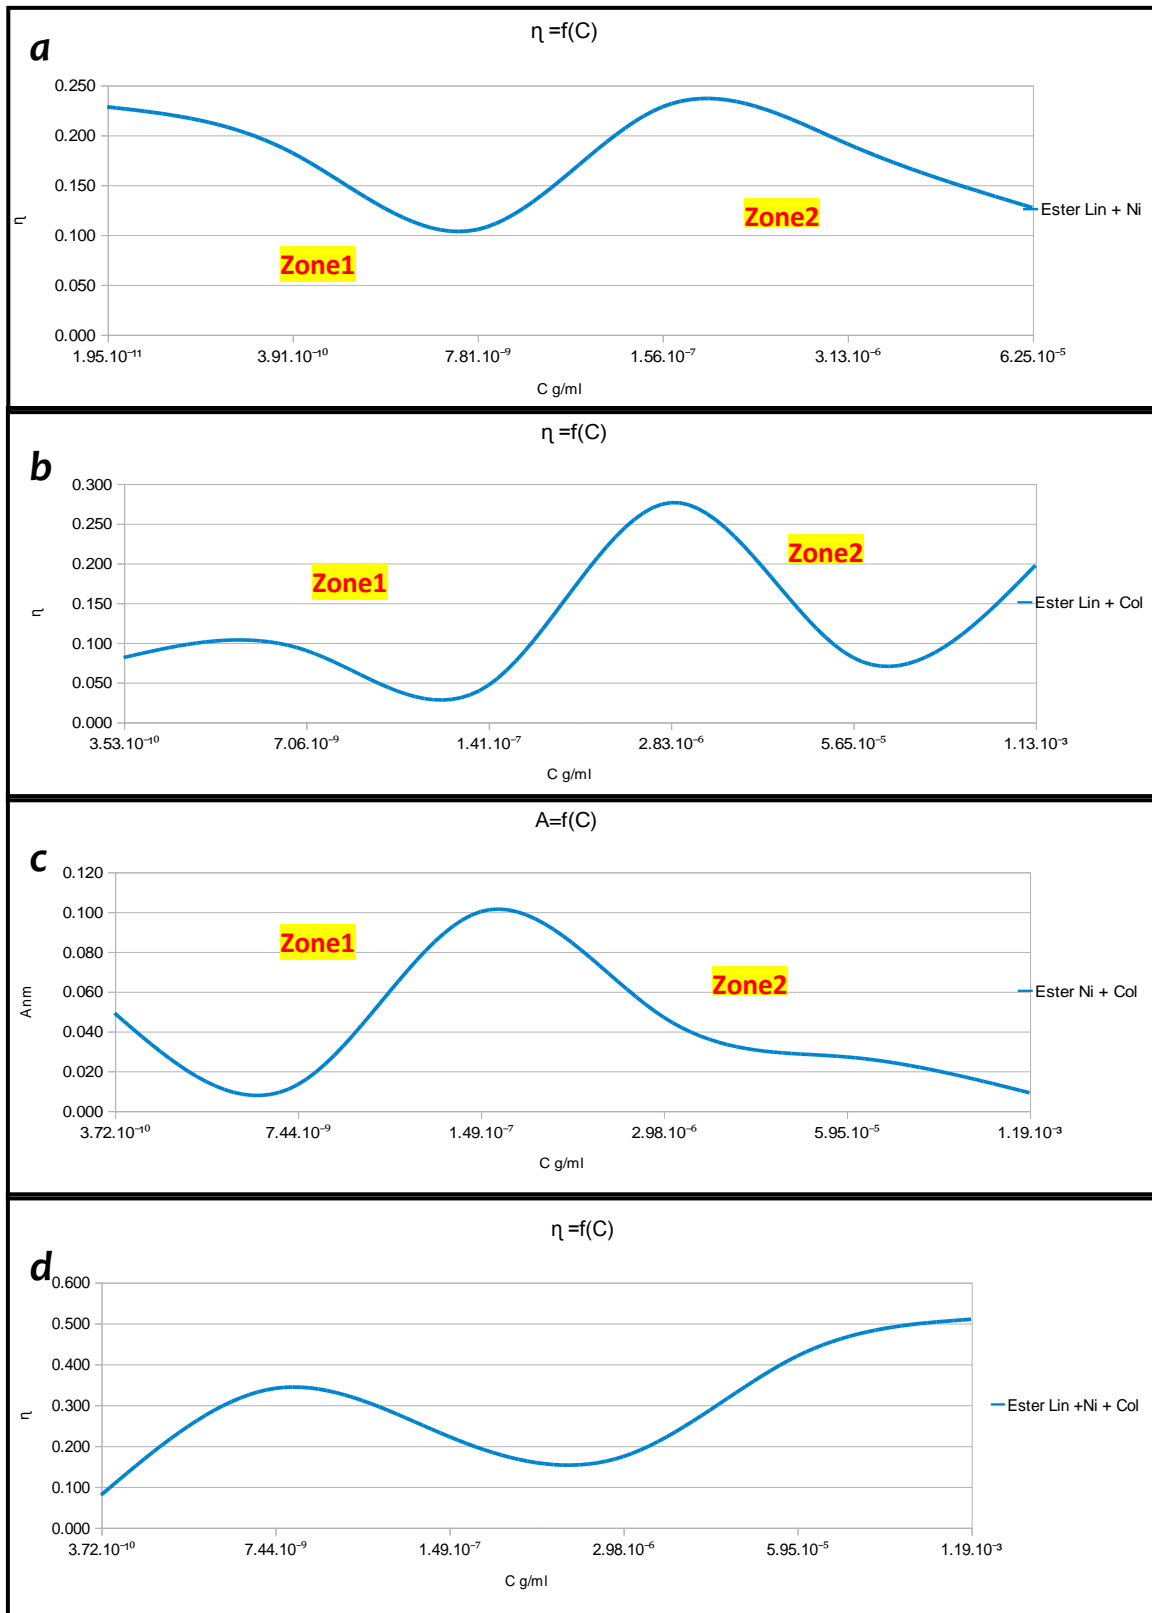 η =f(C)
a
0.250
0.200
0.150
0.100
0.050
0.000
η
Zone1
Zone2
Ester Lin + Ni
1.95.10⁻¹¹ 3.91.10⁻¹⁰ 7.81.10⁻⁹ 1.56.10⁻⁷ 3.13.10⁻⁶ 6.25.10⁻⁵
C g/ml
η =f(C)
b
0.300
0.250
0.200
0.150
0.100
0.050
0.000
η
Zone1
Zone2
Ester Lin + Col
3.53.10⁻¹⁰ 7.06.10⁻⁹ 1.41.10⁻⁷ 2.83.10⁻⁶ 5.65.10⁻⁵ 1.13.10⁻³
C g/ml
A=f(C)
c
0.120
0.100
0.080
0.060
0.040
0.020
0.000
Anm
Zone1
Zone2
Ester Ni + Col
3.72.10⁻¹⁰ 7.44.10⁻⁹ 1.49.10⁻⁷ 2.98.10⁻⁶ 5.95.10⁻⁵ 1.19.10⁻³
C g/ml
η =f(C)
d
0.600
0.500
0.400
0.300
0.200
0.100
0.000
η
Ester Lin +Ni + Col
3.72.10⁻¹⁰ 7.44.10⁻⁹ 1.49.10⁻⁷ 2.98.10⁻⁶ 5.95.10⁻⁵ 1.19.10⁻³
C g/ml